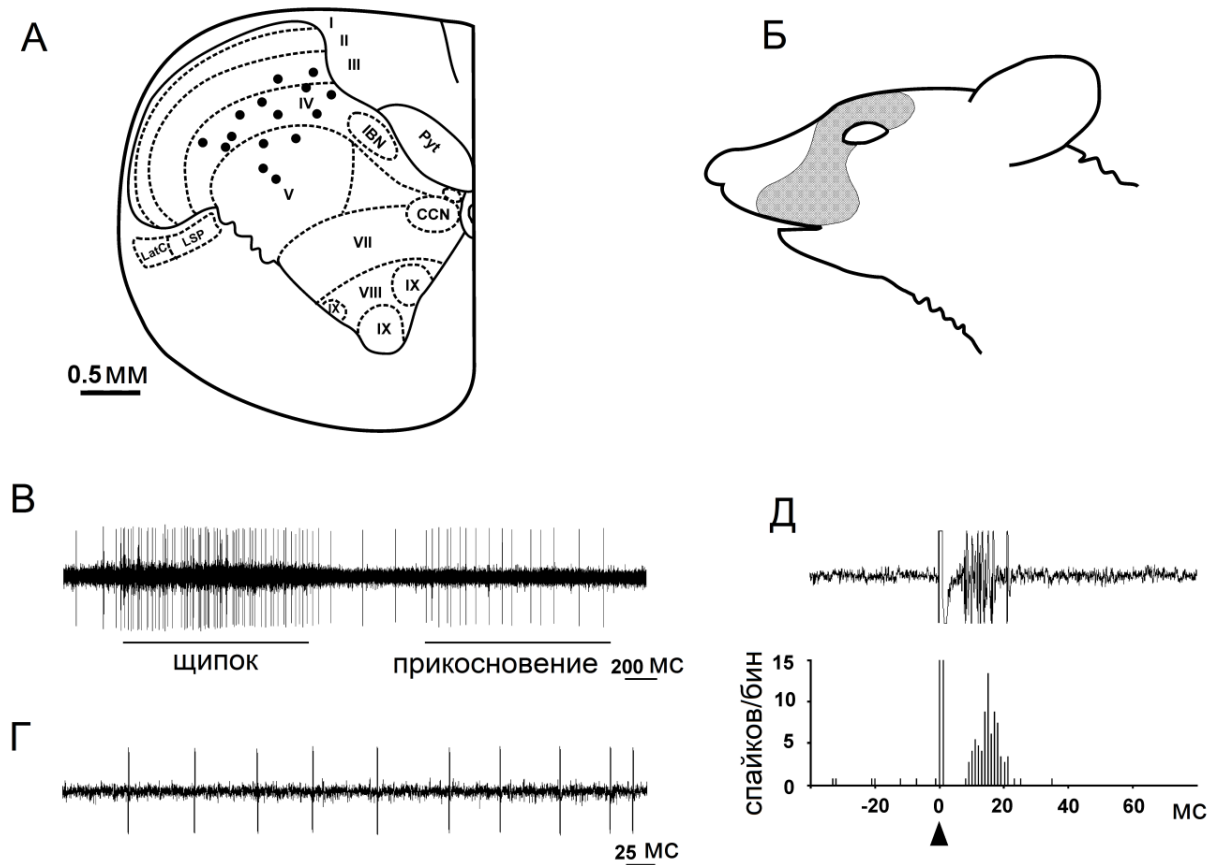 А
I
II
III
IV
V
IBN
Pyt
CCN
LatC
LSP
VII
VIII
IX
IX
IX
0.5 мм
Б
В
щипок
прикосновение
200 мс
Г
25 мс
Д
спайков/бин
15
10
5
0
-20
0
20
40
60
мс